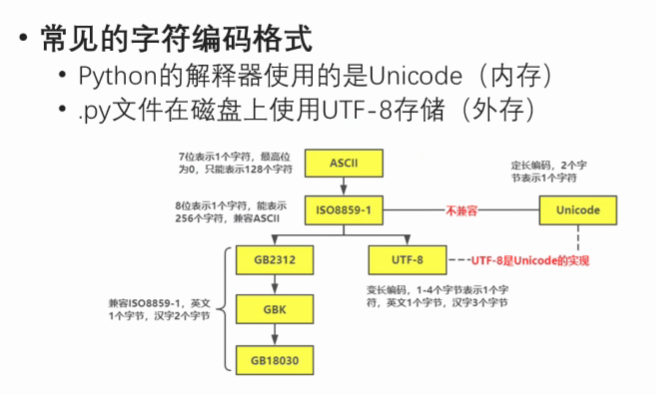 • 常见的字符编码格式
• Python的解释器使用的是Unicode（内存）
• .py文件在磁盘上使用UTF-8存储（外存）
7位表示1个字符，最高位
为0，只能表示128个字符
ASCII
定长编码，2个字
节表示1个字符
8位表示1个字符，能表示
256个字符，兼容ASCII
ISO8859-1
不兼容
Unicode
GB2312
UTF-8
UTF-8是Unicode的实现
兼容ISO8859-1，英文
1个字节，汉字2个字节
变长编码，1-4个字节表示1个字
符，英文1个字节，汉字3个字节
GBK
GB18030